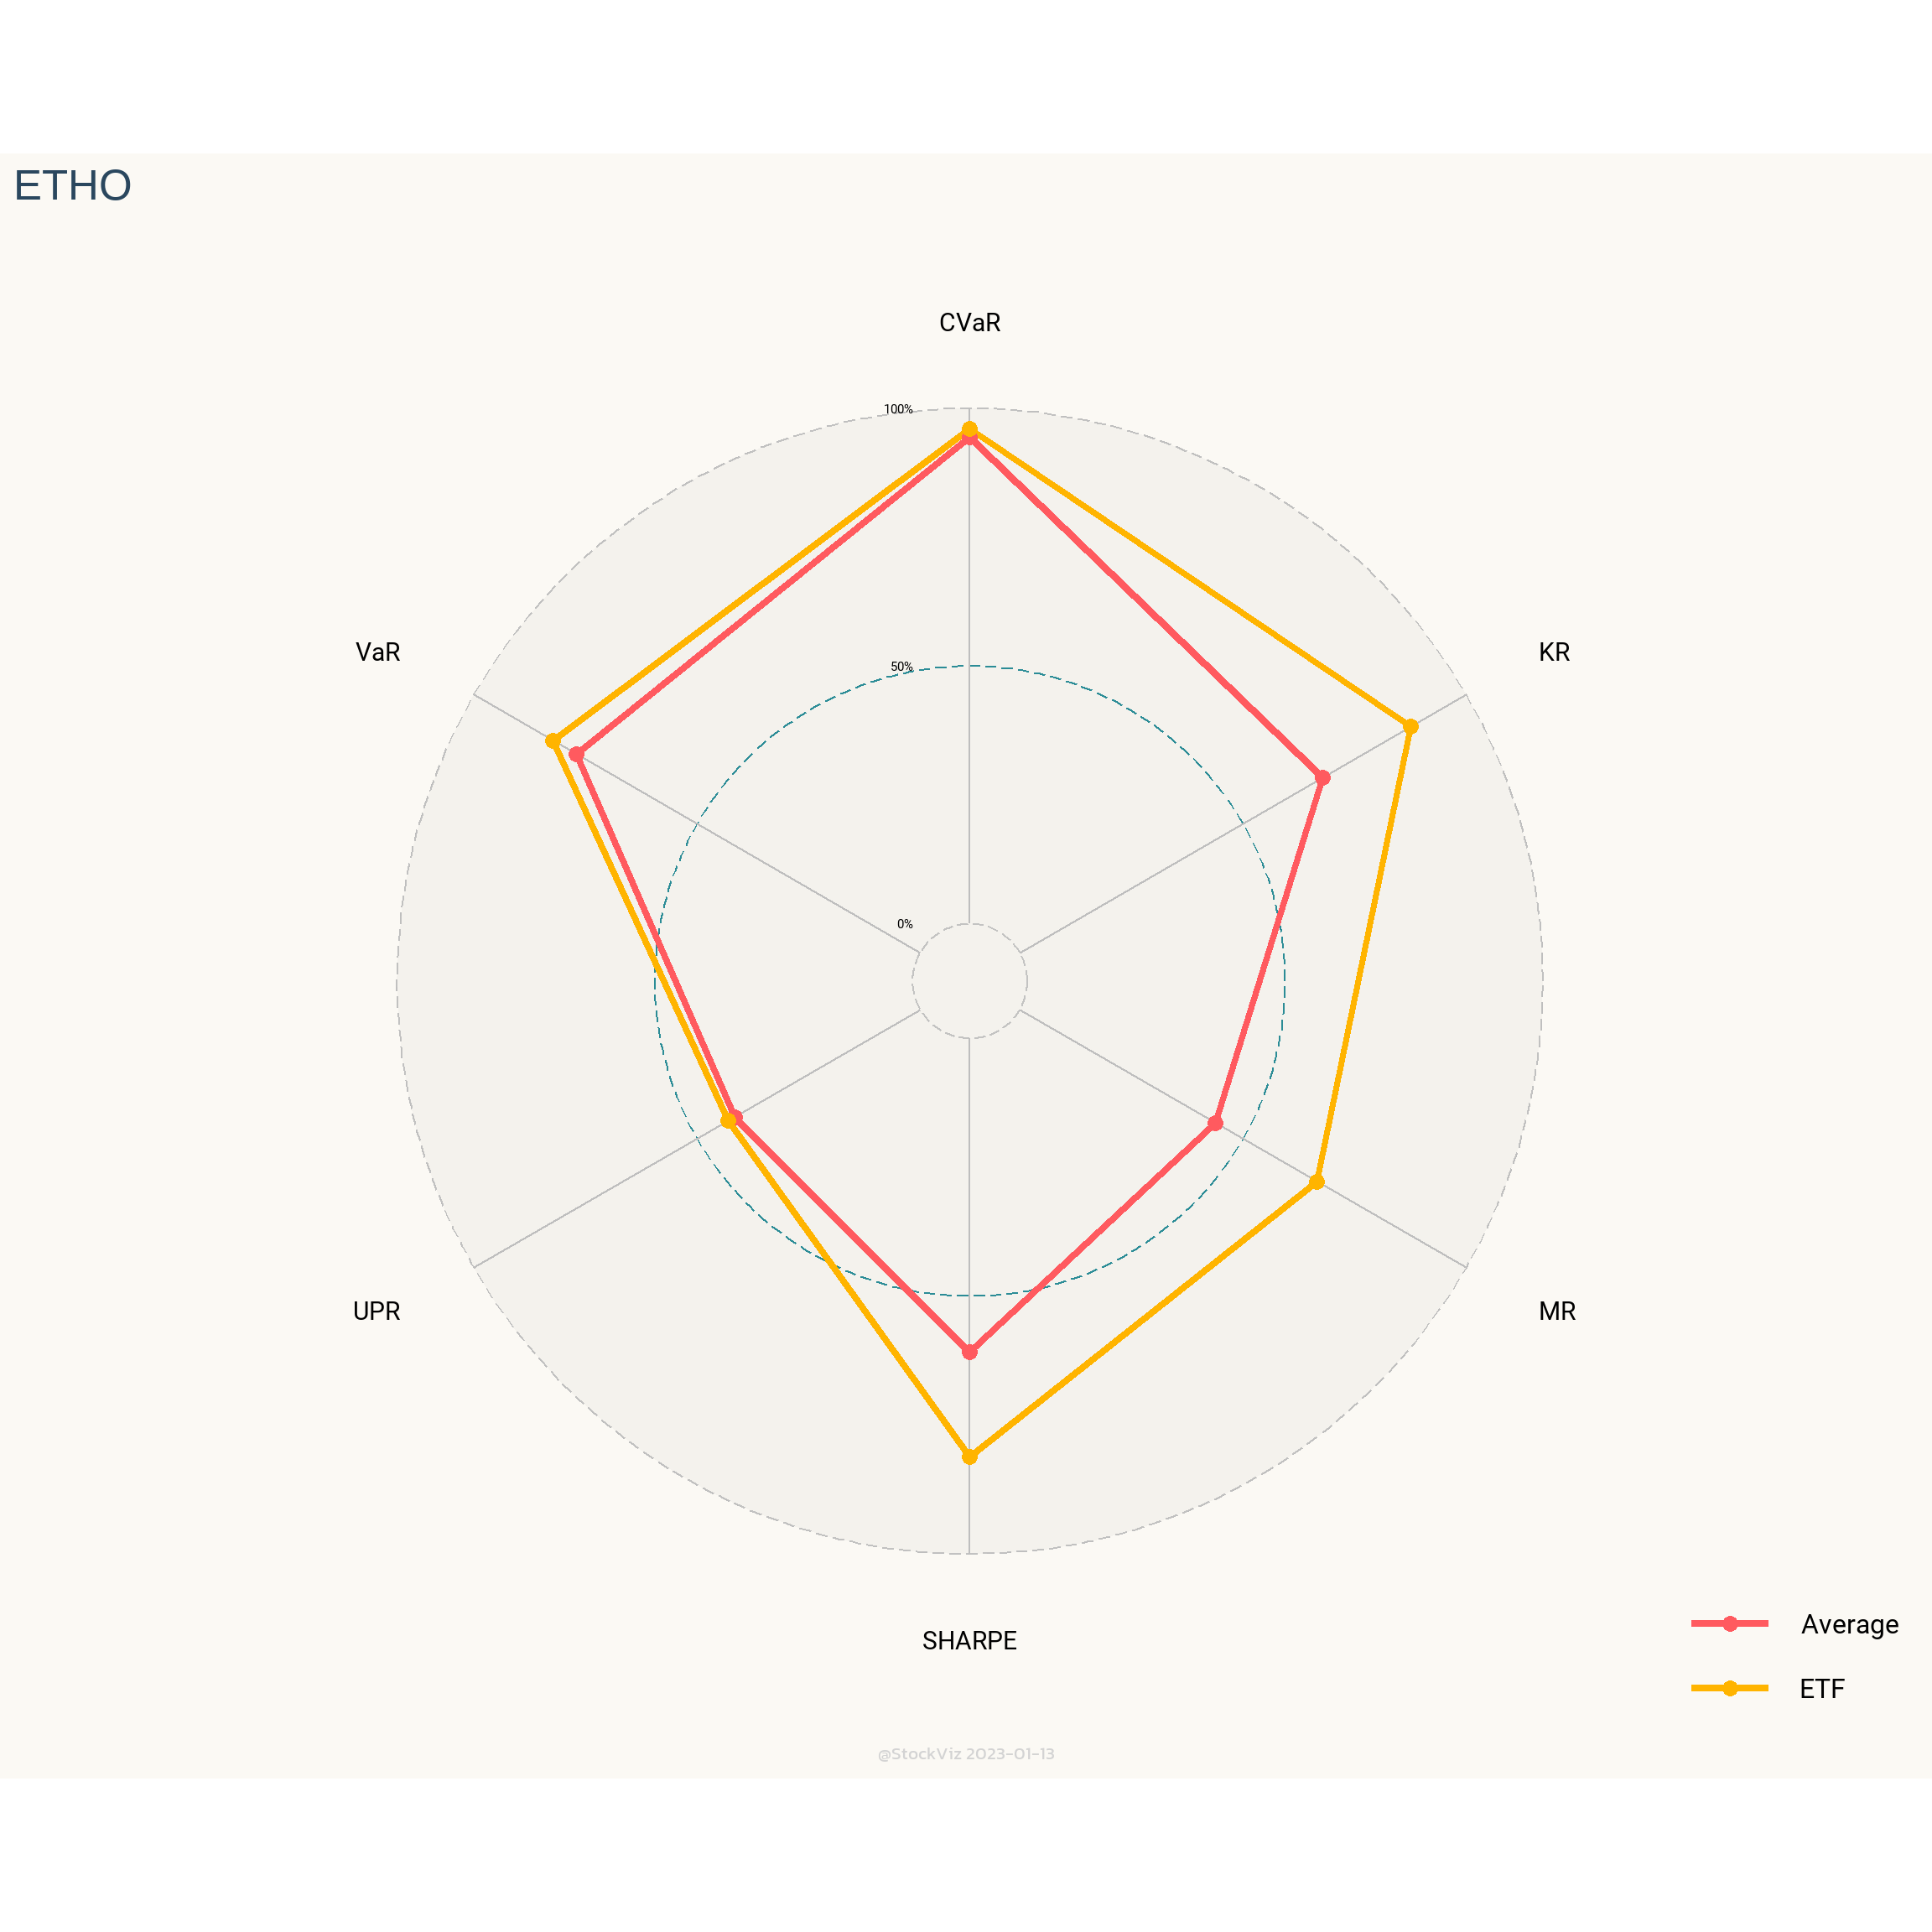 ETHO
CVaR
100%
KR
VaR
50%
0%
MR
UPR
SHARPE
Average
ETF
@StockViz 2023-01-13